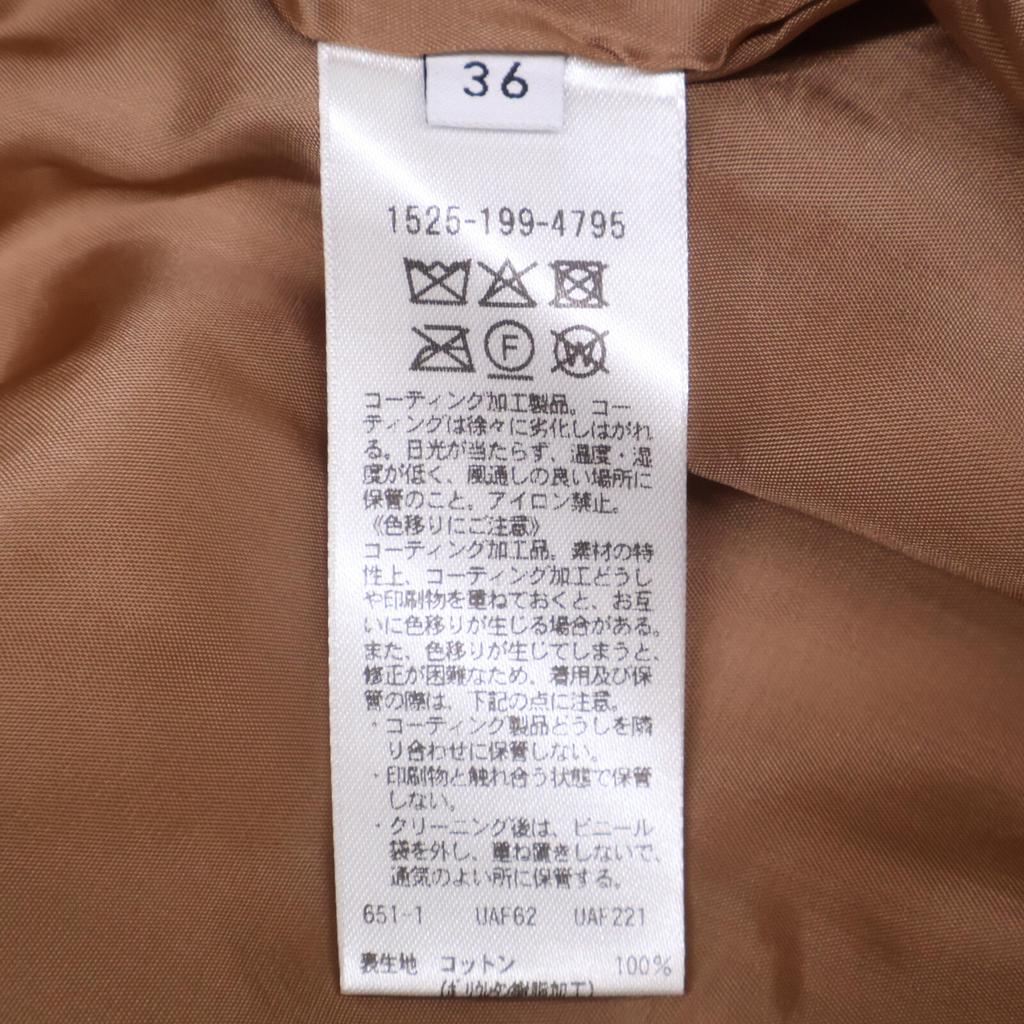 36
1525-199-4795
F
W
コーティング加工製品。コー
ティングは徐々に劣化しはがれ
る。日光が当たらず、温度・湿
度が低く、風通しの良い場所に
保管のこと。アイロン禁止。
《色移りにご注意》
コーティング加工品。素材の特
性上、コーティング加工どうし
や印刷物を重ねておくと、お互
いに色移りが生じる場合がある。
また、色移りが生じてしまうと、
修正が困難なため、着用及び保
管の際は、下記の点に注意。
・コーティング製品どうしを隣
り合わせに保管しない。
・印刷物と触れ合う状態で保管
しない。
・クリーニング後は、ビニール
袋を外し、重ね置きしないで、
通気のよい所に保管する。
651-1 UAF62 UAF221
表生地 コットン 100%
(ポリウレタン樹脂加工)